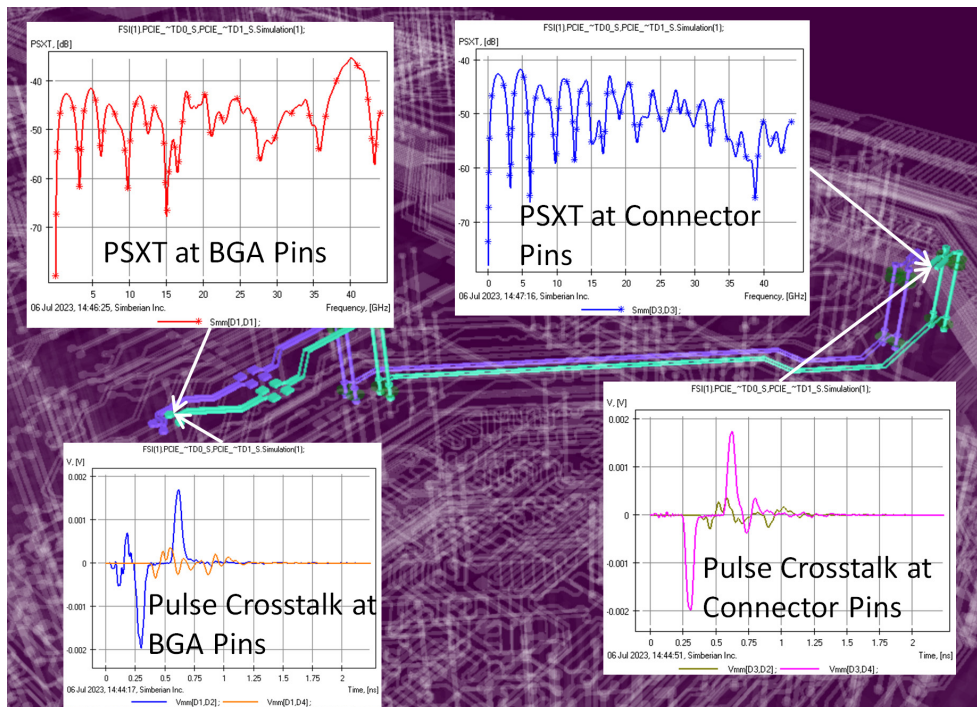 FSI(1).PCIE_~TD0_S,PCIE_~TD1_S.Simulation(1);
PSXT, [dB]
-40
-50
-60
-70
5 10 15 20 25 30 35 40
PSXT at BGA Pins
06 Jul 2023, 14:46:25, Simberian Inc. Frequency, [GHz]
Smm[D1,D1];
FSI(1).PCIE_~TD0_S,PCIE_~TD1_S.Simulation(1);
PSXT, [dB]
-40
-50
-60
-70
0 5 10 15 20 25 30 35 40
PSXT at Connector
Pins
06 Jul 2023, 14:47:16, Simberian Inc. Frequency, [GHz]
Smm[D3,D3];
FSI(1).PCIE_~TD0_S,PCIE_~TD1_S.Simulation(1);
V, [V]
0.002
0.001
0
-0.001
-0.002
0 0.25 0.5 0.75 1 1.25 1.5 1.75 2
Pulse Crosstalk at
BGA Pins
06 Jul 2023, 14:44:17, Simberian Inc. Time, [ns]
Vmm[D1,D2]; Vmm[D1,D4];
FSI(1).PCIE_~TD0_S,PCIE_~TD1_S.Simulation(1);
V, [V]
0.001
0
-0.001
-0.002
0 0.25 0.5 0.75 1 1.25 1.5 1.75 2
Pulse Crosstalk at
Connector Pins
06 Jul 2023, 14:44:51, Simberian Inc. Time, [ns]
Vmm[D3,D2]; Vmm[D3,D4];